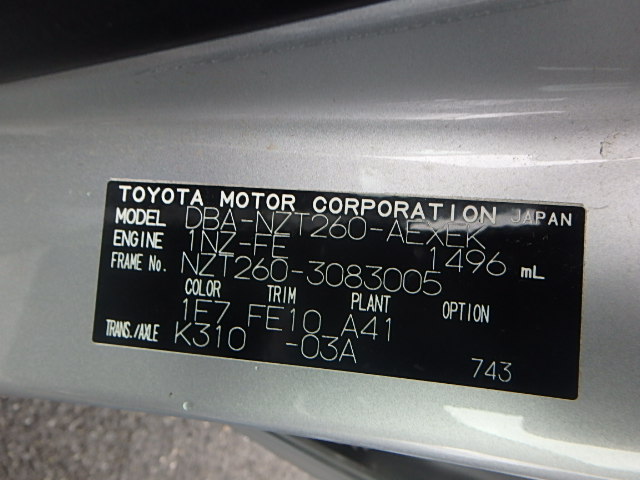 TOYOTA MOTOR CORPORATION JAPAN
MODEL DBA-NZT260-AEXEK
ENGINE 1NZ-FE 1496 mL
FRAME No. NZT260-3083005
COLOR TRIM PLANT OPTION
1E7 FE10 A41
TRANS./AXLE K310 -03A
743